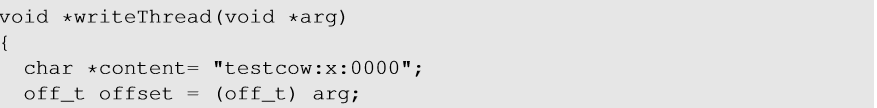 void *writeThread(void *arg)
{
  char *content= "testcow:x:0000";
  off_t offset = (off_t) arg;